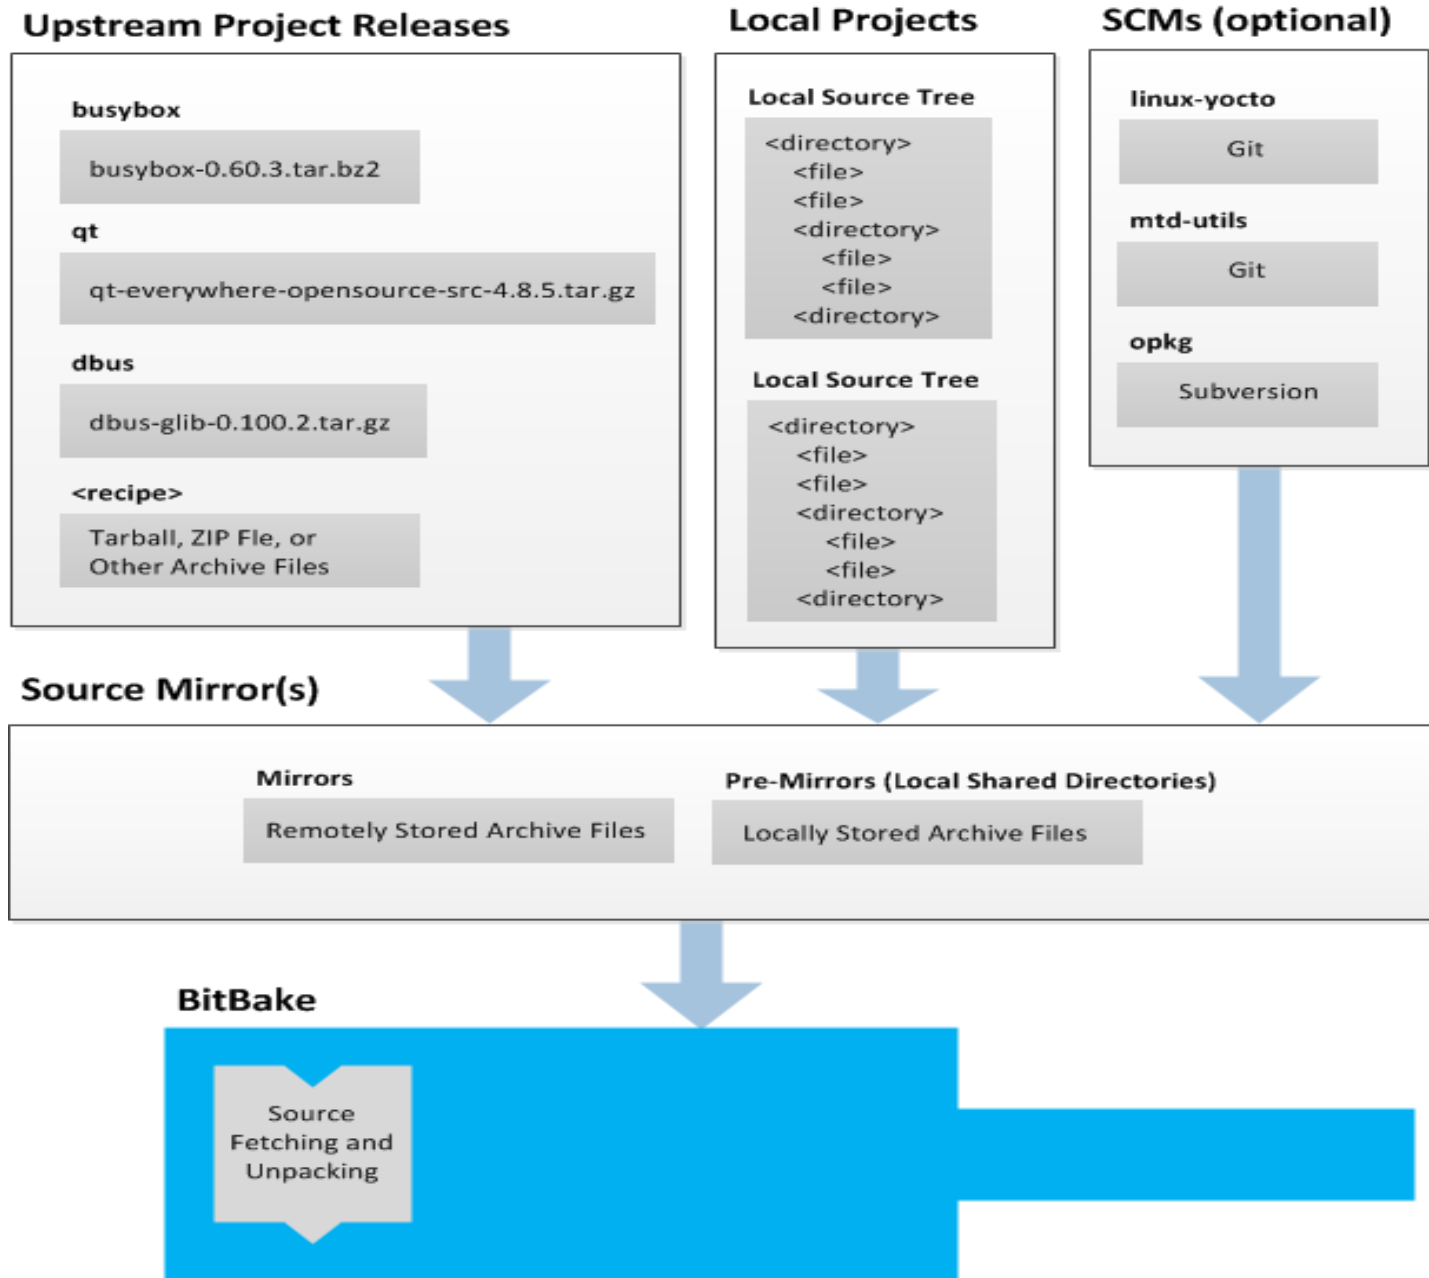 Upstream Project Releases
busybox
busybox-0.60.3.tar.bz2
qt
qt-everywhere-opensource-src-4.8.5.tar.gz
dbus
dbus-glib-0.100.2.tar.gz
<recipe>
Tarball, ZIP Fle, or
Other Archive Files
Local Projects
Local Source Tree
<directory>
<file>
<file>
<directory>
<file>
<file>
<directory>
Local Source Tree
<directory>
<file>
<file>
<directory>
<file>
<file>
<directory>
SCMs (optional)
linux-yocto
Git
mtd-utils
Git
opkg
Subversion
Source Mirror(s)
Mirrors
Remotely Stored Archive Files
Pre-Mirrors (Local Shared Directories)
Locally Stored Archive Files
BitBake
Source
Fetching and
Unpacking